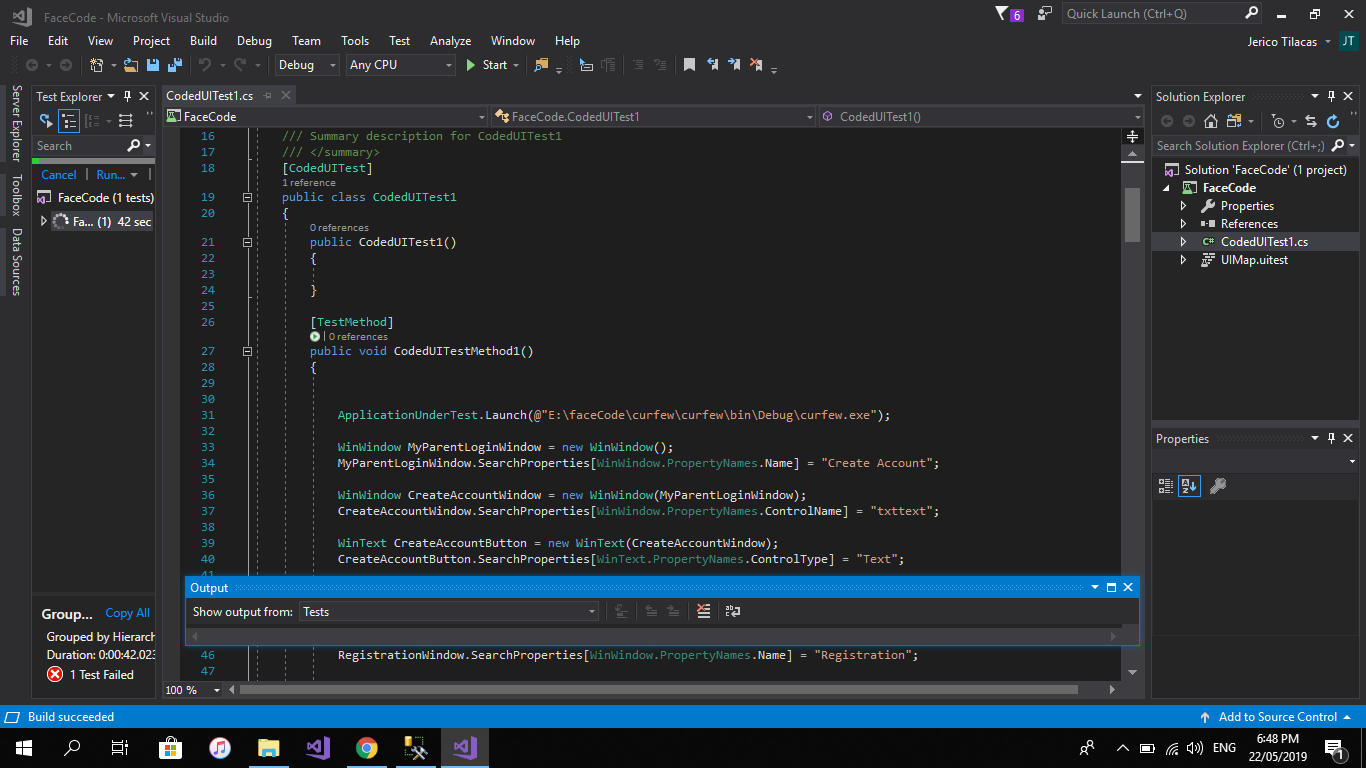 FaceCode - Microsoft Visual Studio
6
Quick Launch (Ctrl+Q)
File Edit View Project Build Debug Team Tools Test Analyze Window Help
Jerico Tilacas JT
Debug Any CPU Start
Server Explorer
Toolbox
Data Sources
Test Explorer
Search
Cancel Run...
FaceCode (1 tests)
Fa... (1) 42 sec
Group... Copy All
Grouped by Hierarch
Duration: 0:00:42.023
1 Test Failed
CodedUITest1.cs
FaceCode FaceCode.CodedUITest1 CodedUITest1()
16 /// Summary description for CodedUITest1
17 /// </summary>
18 [CodedUITest]
1 reference
19 public class CodedUITest1
20 {
0 references
21 public CodedUITest1()
22 {
23
24 }
25
26 [TestMethod]
| 0 references
27 public void CodedUITestMethod1()
28 {
29
30
31 ApplicationUnderTest.Launch(@"E:\faceCode\curfew\curfew\bin\Debug\curfew.exe");
32
33 WinWindow MyParentLoginWindow = new WinWindow();
34 MyParentLoginWindow.SearchProperties[WinWindow.PropertyNames.Name] = "Create Account";
35
36 WinWindow CreateAccountWindow = new WinWindow(MyParentLoginWindow);
37 CreateAccountWindow.SearchProperties[WinWindow.PropertyNames.ControlName] = "txttext";
38
39 WinText CreateAccountButton = new WinText(CreateAccountWindow);
40 CreateAccountButton.SearchProperties[WinText.PropertyNames.ControlType] = "Text";
41
Output
Show output from: Tests
46 RegistrationWindow.SearchProperties[WinWindow.PropertyNames.Name] = "Registration";
47
100 %
Solution Explorer
Search Solution Explorer (Ctrl+;)
Solution 'FaceCode' (1 project)
FaceCode
Properties
References
C# CodedUITest1.cs
UIMap.uitest
Properties
Build succeeded
Add to Source Control
ENG
6:48 PM
22/05/2019
1